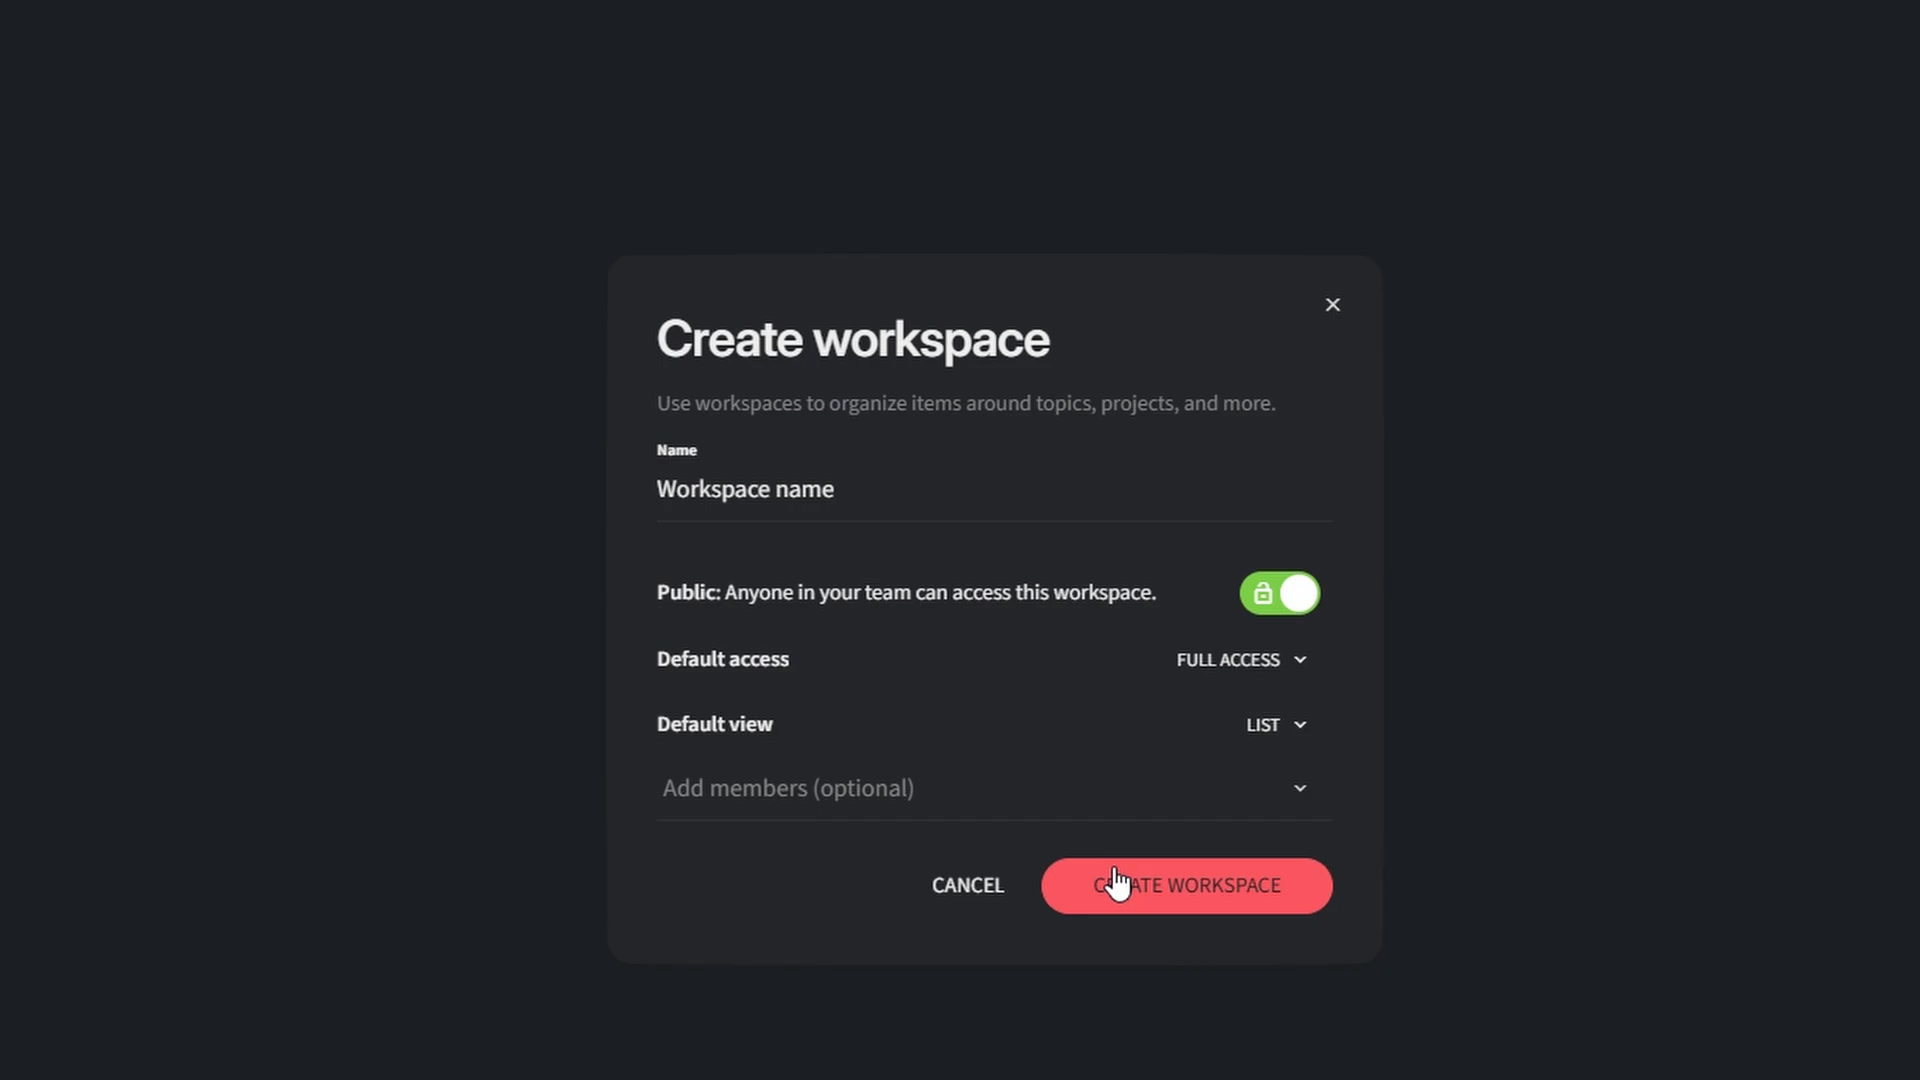 Create workspace
Use workspaces to organize items around topics, projects, and more.
Name
Workspace name
Public: Anyone in your team can access this workspace.
Default access FULL ACCESS
Default view LIST
Add members (optional)
CANCEL CREATE WORKSPACE